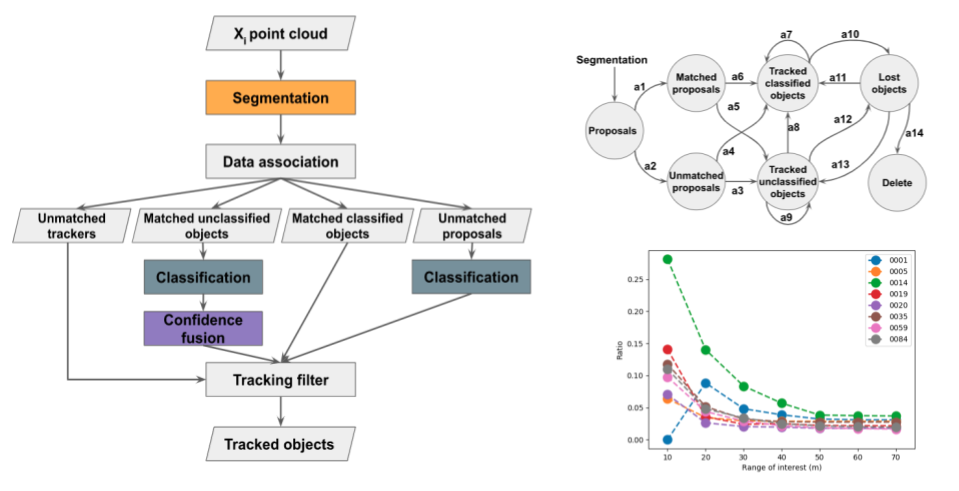 Xi point cloud
Segmentation
Data association
Unmatched
trackers
Matched unclassified
objects
Matched classified
objects
Unmatched
proposals
Classification
Classification
Confidence
fusion
Tracking filter
Tracked objects
Segmentation
Proposals
a1
a2
Matched
proposals
Unmatched
proposals
a6
a5
a4
a3
a7
Tracked
classified
objects
a8
Tracked
unclassified
objects
a9
a10
a11
a12
a13
Lost
objects
a14
Delete
Ratio
0.25
0.20
0.15
0.10
0.05
0.00
10 20 30 40 50 60 70
Range of interest (m)
0001
0005
0014
0019
0020
0035
0059
0084